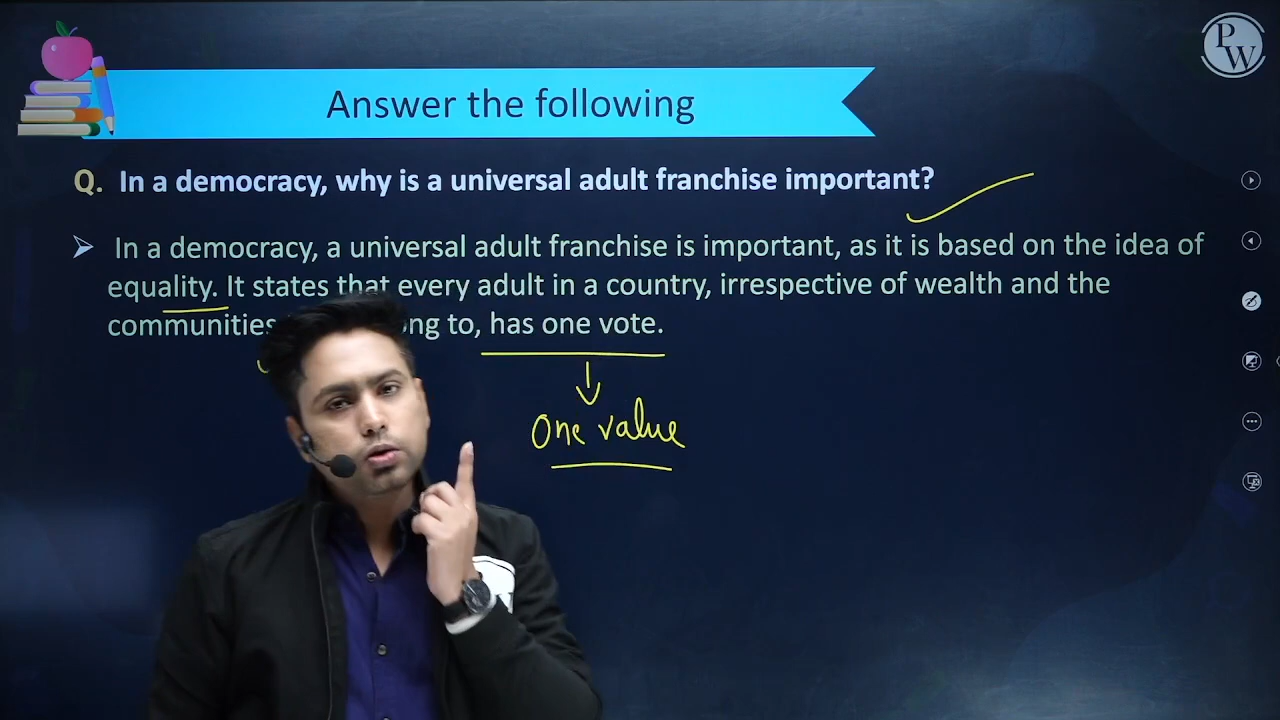 PW
Answer the following
Q. In a democracy, why is a universal adult franchise important?
In a democracy, a universal adult franchise is important, as it is based on the idea of
equality. It states that every adult in a country, irrespective of wealth and the
communities to, has one vote.
One value